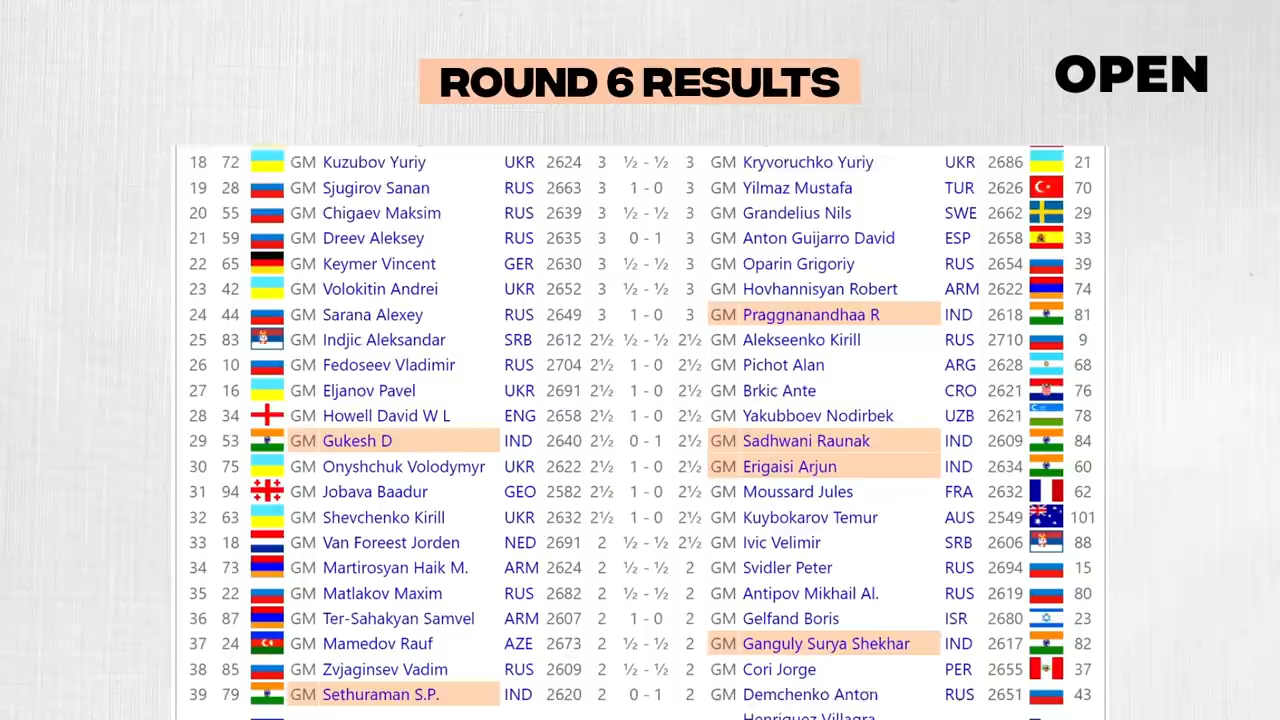 ROUND 6 RESULTS
OPEN
18 72 GM Kuzubov Yuriy UKR 2624 3 ½ - ½ 3 GM Kryvoruchko Yuriy UKR 2686 21
19 28 GM Sjugirov Sanan RUS 2663 3 1 - 0 3 GM Yilmaz Mustafa TUR 2626 70
20 55 GM Chigaev Maksim RUS 2639 3 ½ - ½ 3 GM Grandelius Nils SWE 2662 29
21 59 GM Dreev Aleksey RUS 2635 3 0 - 1 3 GM Anton Guijarro David ESP 2658 33
22 65 GM Keymer Vincent GER 2630 3 ½ - ½ 3 GM Oparin Grigoriy RUS 2654 39
23 42 GM Volokitin Andrei UKR 2652 3 ½ - ½ 3 GM Hovhannisyan Robert ARM 2622 74
24 44 GM Sarana Alexey RUS 2649 3 1 - 0 3 GM Praggnanandhaa R IND 2618 81
25 83 GM Indjic Aleksandar SRB 2612 2½ ½ - ½ 2½ GM Alekseenko Kirill RUS 2710 9
26 10 GM Fedoseev Vladimir RUS 2704 2½ 1 - 0 2½ GM Pichot Alan ARG 2628 68
27 16 GM Eljanov Pavel UKR 2691 2½ 1 - 0 2½ GM Brkic Ante CRO 2621 76
28 34 GM Howell David W L ENG 2658 2½ 1 - 0 2½ GM Yakubboev Nodirbek UZB 2621 78
29 53 GM Gukesh D IND 2640 2½ 0 - 1 2½ GM Sadhwani Raunak IND 2609 84
30 75 GM Onyshchuk Volodymyr UKR 2622 2½ 1 - 0 2½ GM Erigaisi Arjun IND 2634 60
31 94 GM Jobava Baadur GEO 2582 2½ 1 - 0 2½ GM Moussard Jules FRA 2632 62
32 63 GM Shevchenko Kirill UKR 2632 2½ 1 - 0 2½ GM Kuybokarov Temur AUS 2549 101
33 18 GM Van Foreest Jorden NED 2691 2 ½ - ½ 2½ GM Ivic Velimir SRB 2606 88
34 73 GM Martirosyan Haik M. ARM 2624 2 ½ - ½ 2 GM Svidler Peter RUS 2694 15
35 22 GM Matlakov Maxim RUS 2682 2 ½ - ½ 2 GM Antipov Mikhail Al. RUS 2619 80
36 87 GM Ter-Sahakyan Samvel ARM 2607 2 1 - 0 2 GM Gelfand Boris ISR 2680 23
37 24 GM Mamedov Rauf AZE 2673 2 ½ - ½ 2 GM Ganguly Surya Shekhar IND 2617 82
38 85 GM Zvjaginsev Vadim RUS 2609 2 ½ - ½ 2 GM Cori Jorge PER 2655 37
39 79 GM Sethuraman S.P. IND 2620 2 0 - 1 2 GM Demchenko Anton RUS 2651 43
Henriquez Villagra